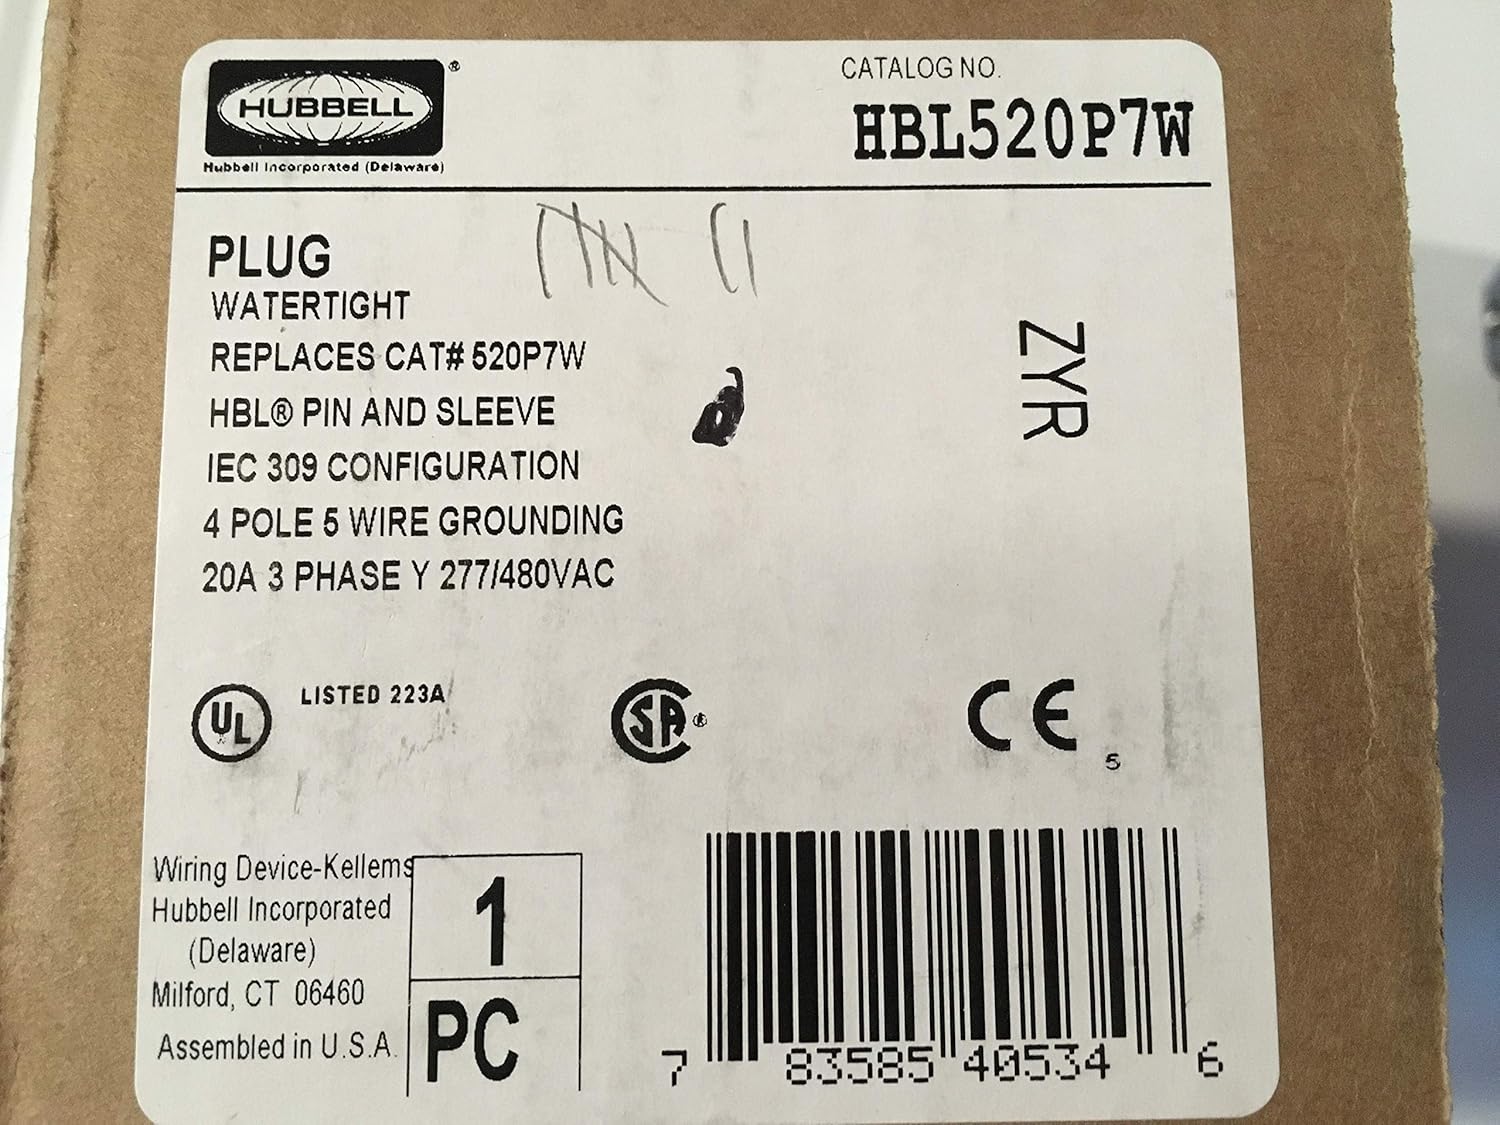 HUBBELL®
Hubbell Incorporated (Delaware)
CATALOG NO.
HBL520P7W
PLUG
WATERTIGHT
REPLACES CAT# 520P7W
HBL® PIN AND SLEEVE
IEC 309 CONFIGURATION
4 POLE 5 WIRE GROUNDING
20A 3 PHASE Y 277/480VAC
ZYR
UL
LISTED 223A
SA®
CE
5
Wiring Device-Kellems
Hubbell Incorporated
(Delaware)
Milford, CT 06460
Assembled in U.S.A.
1
PC
7 83585 40534 6